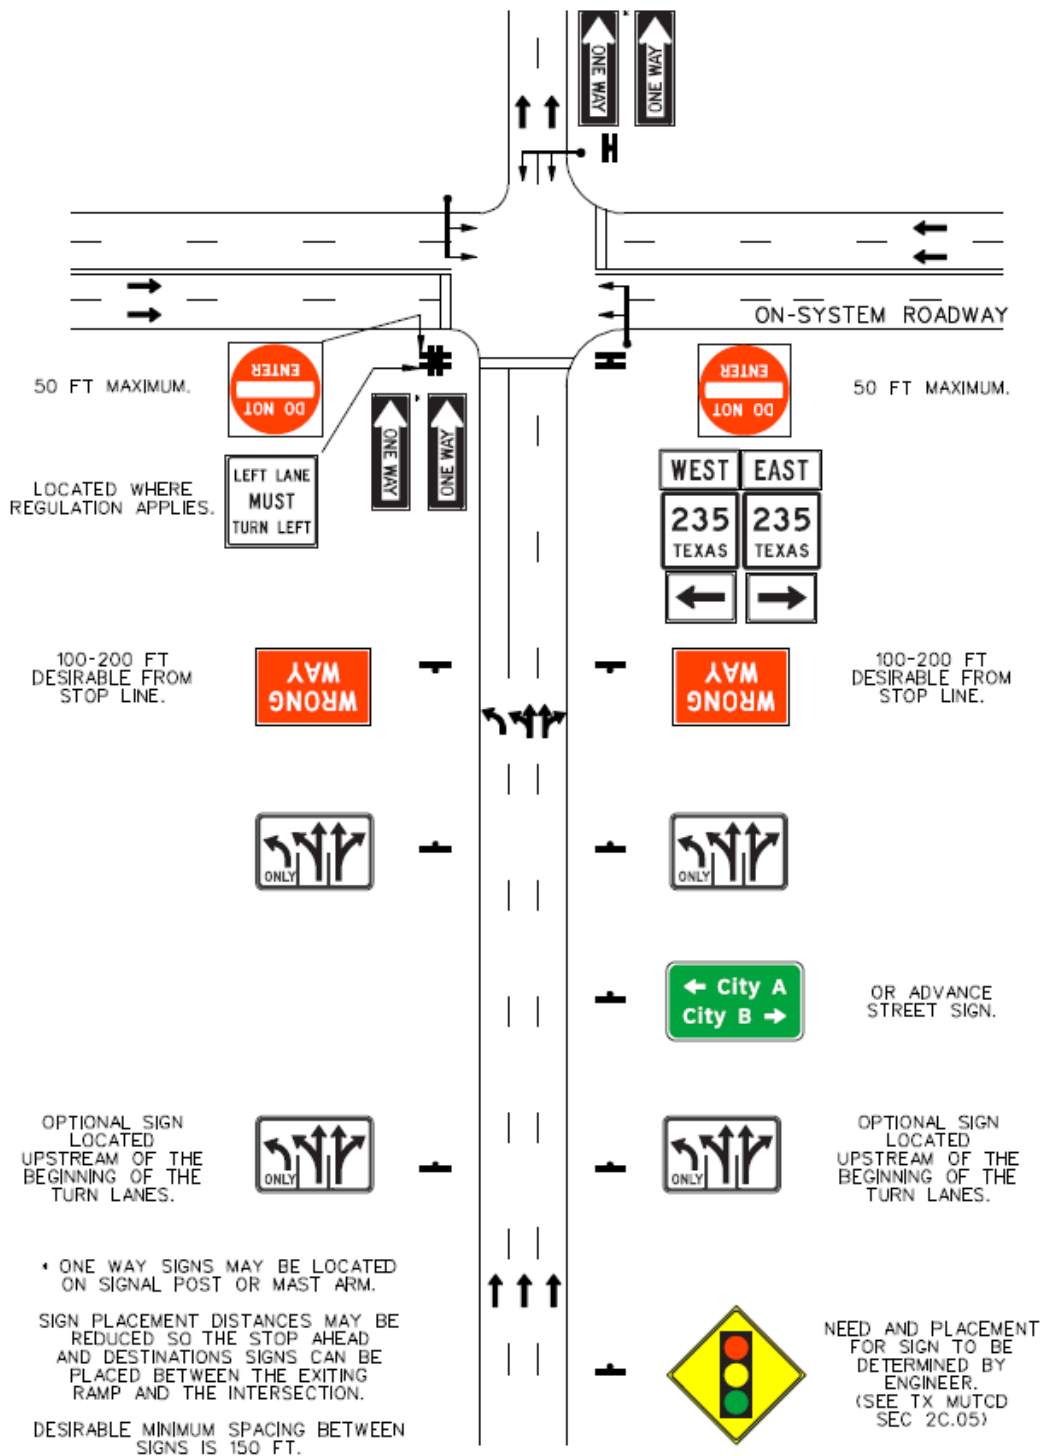 ONE WAY
ONE WAY
ON-SYSTEM ROADWAY
50 FT MAXIMUM.
DO NOT
ENTER
DO NOT
ENTER
50 FT MAXIMUM.
ONE WAY
ONE WAY
LOCATED WHERE
REGULATION APPLIES.
LEFT LANE
MUST
TURN LEFT
WEST EAST
235 235
TEXAS TEXAS
100-200 FT
DESIRABLE FROM
STOP LINE.
WRONG
WAY
WRONG
WAY
100-200 FT
DESIRABLE FROM
STOP LINE.
ONLY
ONLY
City A
City B
OR ADVANCE
STREET SIGN.
OPTIONAL SIGN
LOCATED
UPSTREAM OF THE
BEGINNING OF THE
TURN LANES.
ONLY
ONLY
OPTIONAL SIGN
LOCATED
UPSTREAM OF THE
BEGINNING OF THE
TURN LANES.
* ONE WAY SIGNS MAY BE LOCATED
ON SIGNAL POST OR MAST ARM.
SIGN PLACEMENT DISTANCES MAY BE
REDUCED SO THE STOP AHEAD
AND DESTINATIONS SIGNS CAN BE
PLACED BETWEEN THE EXITING
RAMP AND THE INTERSECTION.
DESIRABLE MINIMUM SPACING BETWEEN
SIGNS IS 150 FT.
NEED AND PLACEMENT
FOR SIGN TO BE
DETERMINED BY
ENGINEER.
(SEE TX MUTCD
SEC 2C.05)